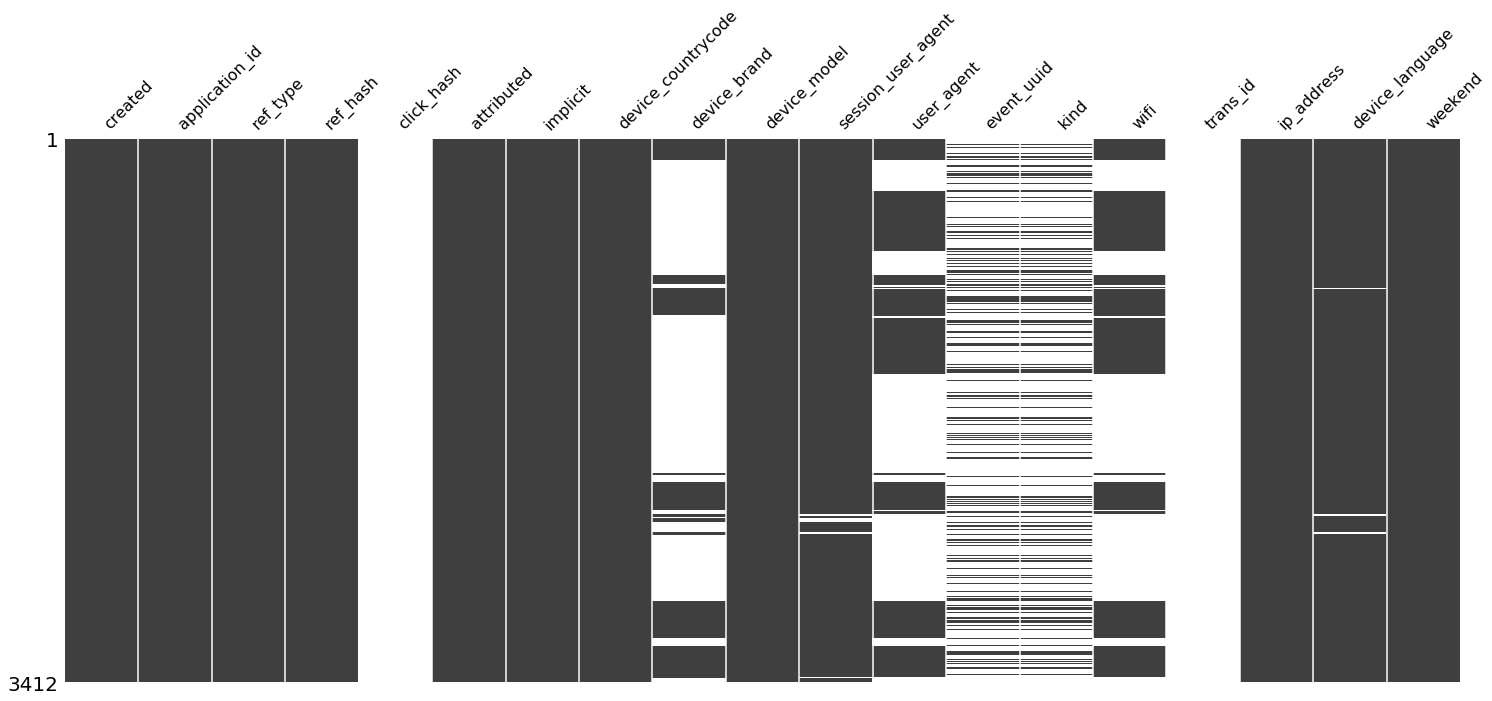 created
application_id
ref_type
ref_hash
click_hash
attributed
implicit
device_countrycode
device_brand
device_model
session_user_agent
user_agent
event_uuid
kind
wifi
trans_id
ip_address
device_language
weekend
1
3412